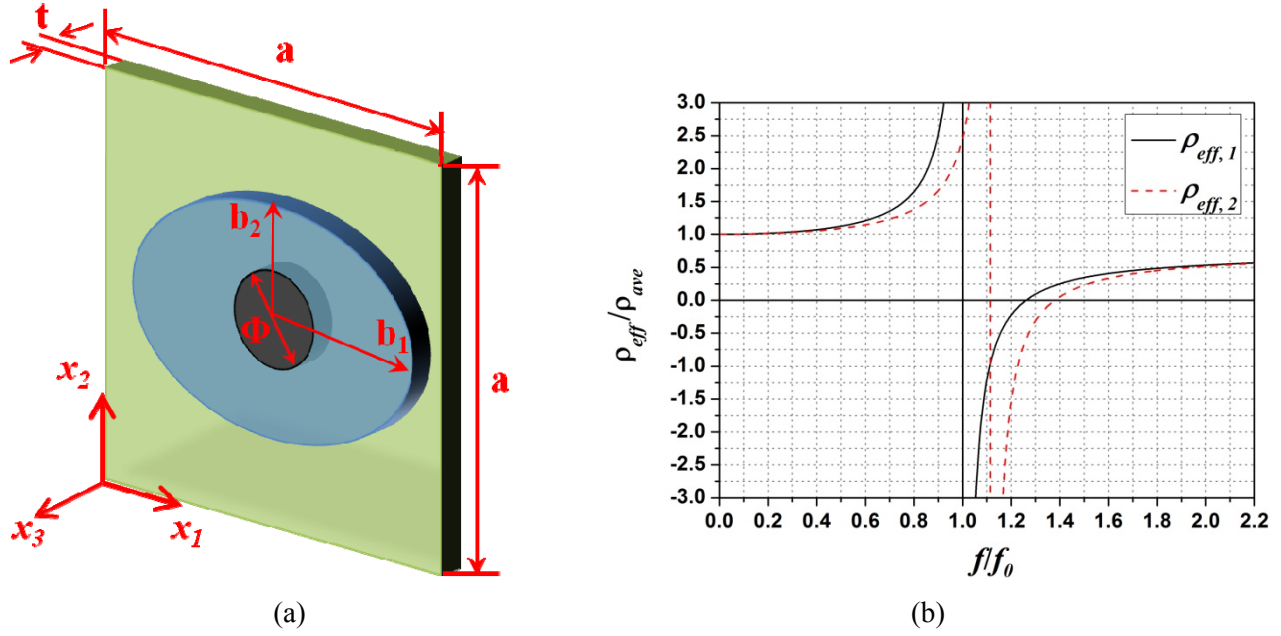 t
a
b₂
b₁
Φ
a
x₂
x₃
x₁
(a)
ρeff/ρave
3.0
2.5
2.0
1.5
1.0
0.5
0.0
-0.5
-1.0
-1.5
-2.0
-2.5
-3.0
ρeff, 1
ρeff, 2
0.0 0.2 0.4 0.6 0.8 1.0 1.2 1.4 1.6 1.8 2.0 2.2
f/f₀
(b)